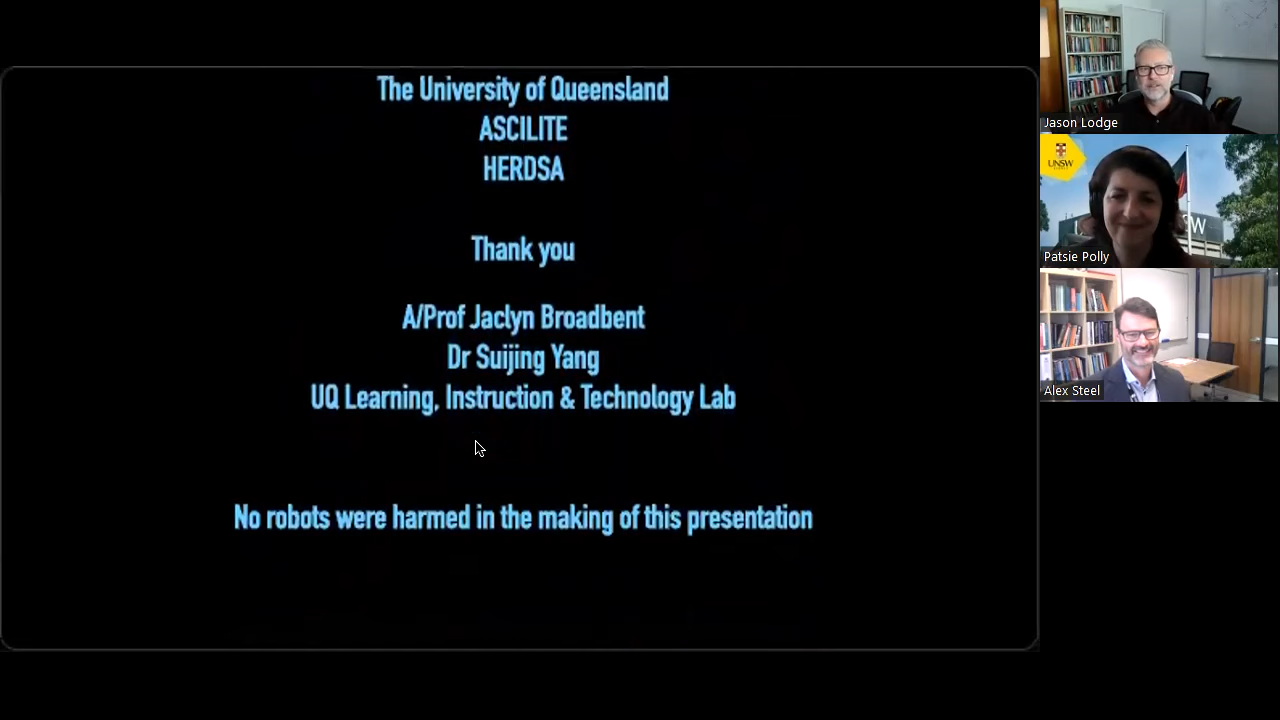 The University of Queensland
ASCILITE
HERDSA
Thank you
A/Prof Jaclyn Broadbent
Dr Suijing Yang
UQ Learning, Instruction & Technology Lab
No robots were harmed in the making of this presentation
Jason Lodge
UNSW
SW
Patsie Polly
Alex Steel